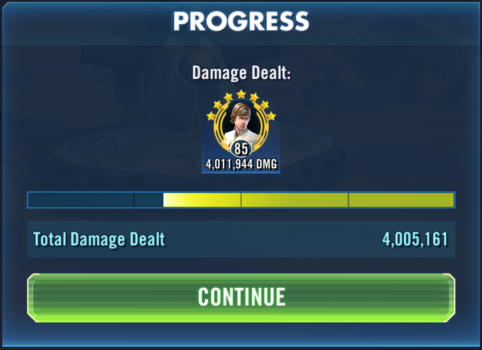 PROGRESS
Damage Dealt:
85
4,011,944 DMG
Total Damage Dealt 4,005,161
CONTINUE